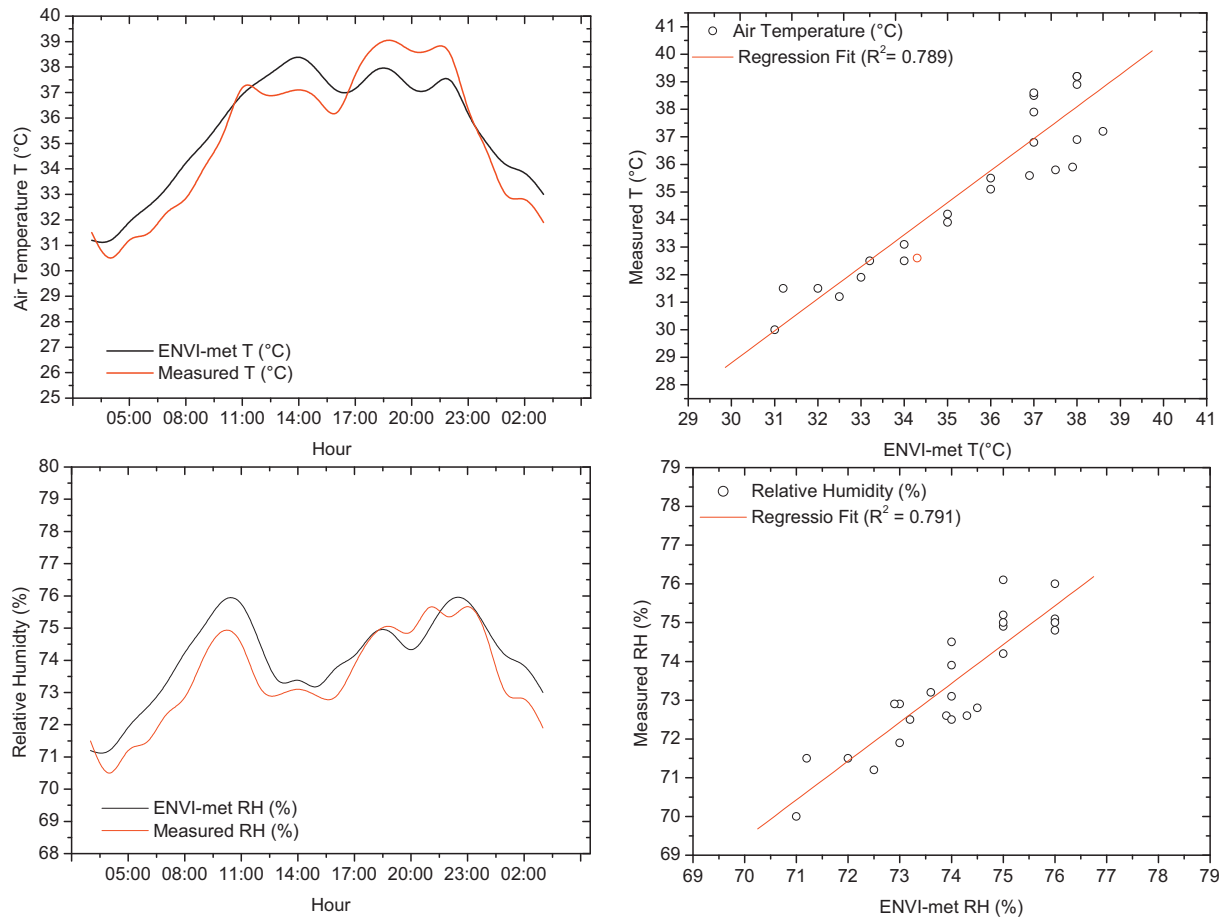 40
39
38
37
36
35
34
33
32
31
30
29
28
27
26
25
Air Temperature T (°C)
ENVI-met T (°C)
Measured T (°C)
05:00 08:00 11:00 14:00 17:00 20:00 23:00 02:00
Hour
41
40
39
38
37
36
35
34
33
32
31
30
29
28
Measured T (°C)
Air Temperature (°C)
Regression Fit (R²= 0.789)
29 30 31 32 33 34 35 36 37 38 39 40 41
ENVI-met T(°C)
80
79
78
77
76
75
74
73
72
71
70
69
68
Relative Humidty (%)
ENVI-met RH (%)
Measured RH (%)
05:00 08:00 11:00 14:00 17:00 20:00 23:00 02:00
Hour
79
78
77
76
75
74
73
72
71
70
69
Measured RH (%)
Relative Humidity (%)
Regressio Fit (R² = 0.791)
69 70 71 72 73 74 75 76 77 78 79
ENVI-met RH (%)